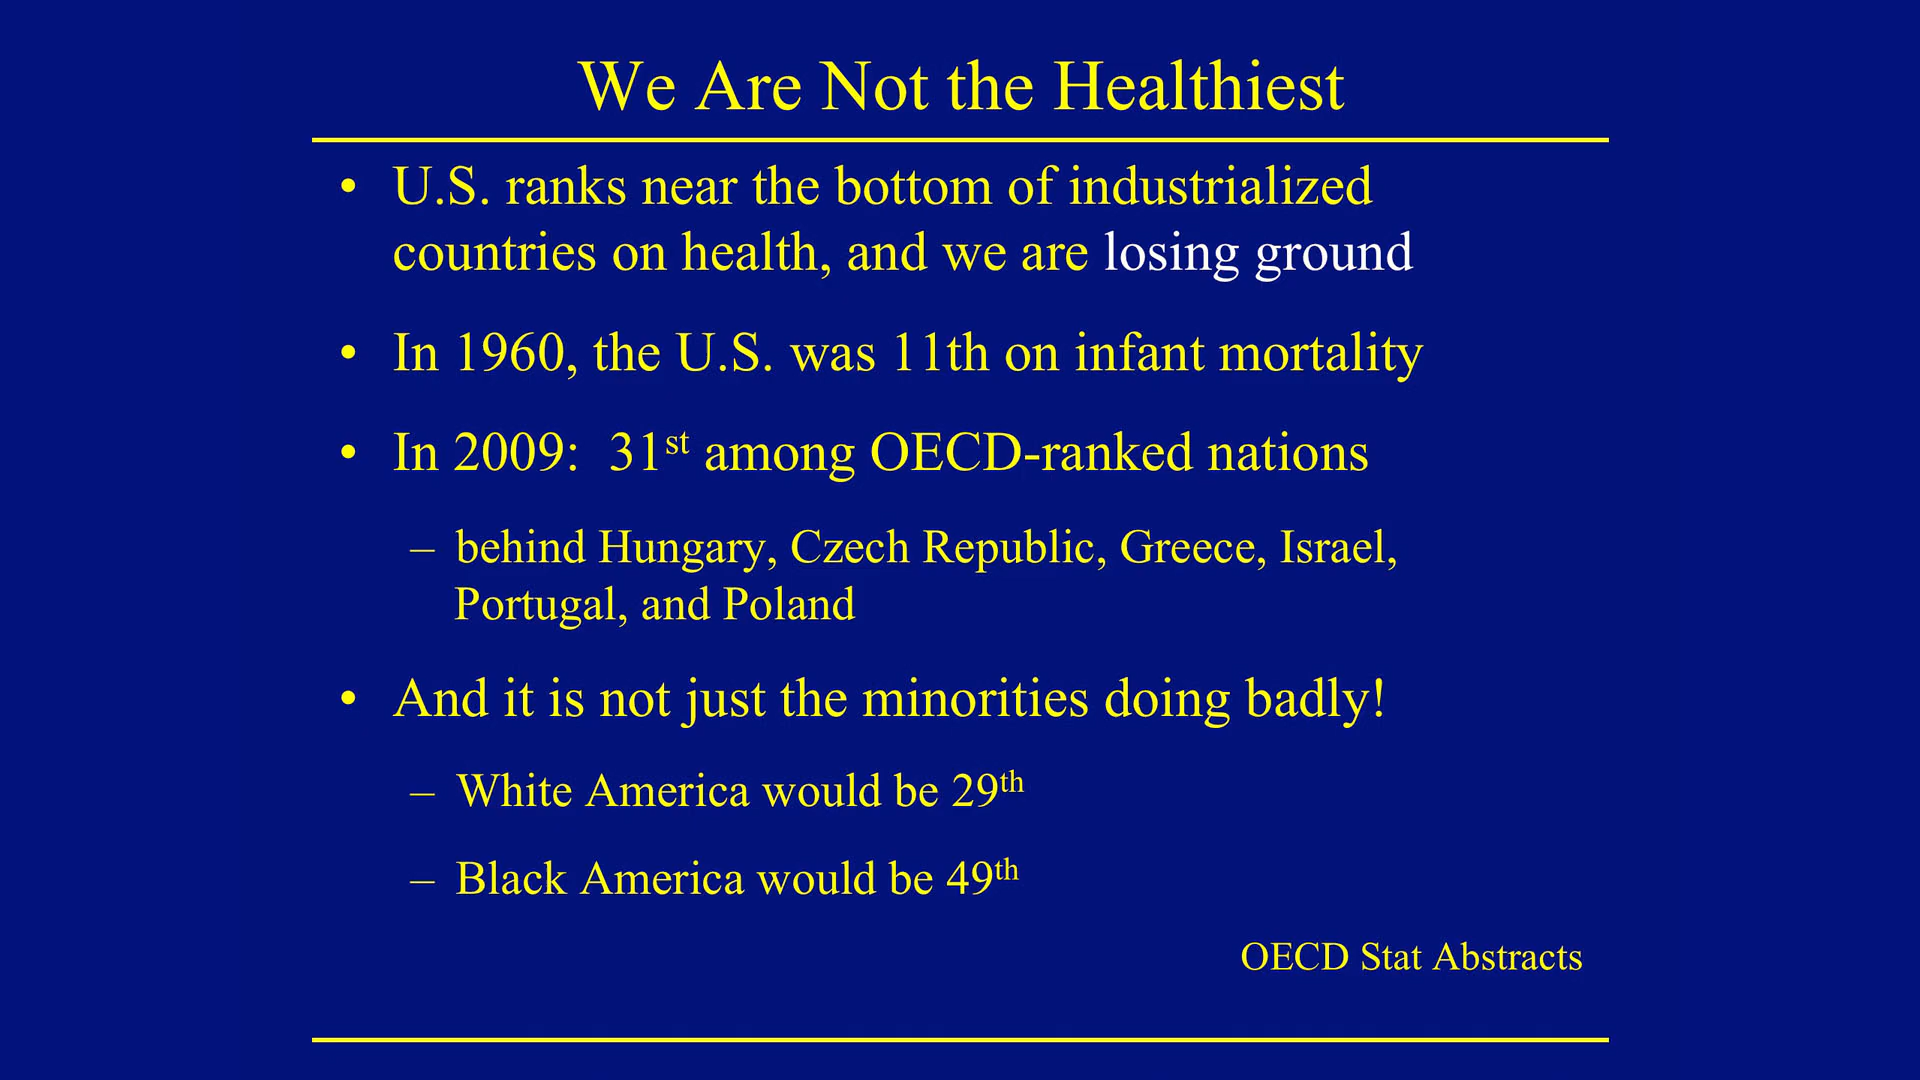 We Are Not the Healthiest
• U.S. ranks near the bottom of industrialized
countries on health, and we are losing ground
• In 1960, the U.S. was 11th on infant mortality
• In 2009:  31st among OECD-ranked nations
– behind Hungary, Czech Republic, Greece, Israel,
Portugal, and Poland
• And it is not just the minorities doing badly!
– White America would be 29th
– Black America would be 49th
OECD Stat Abstracts